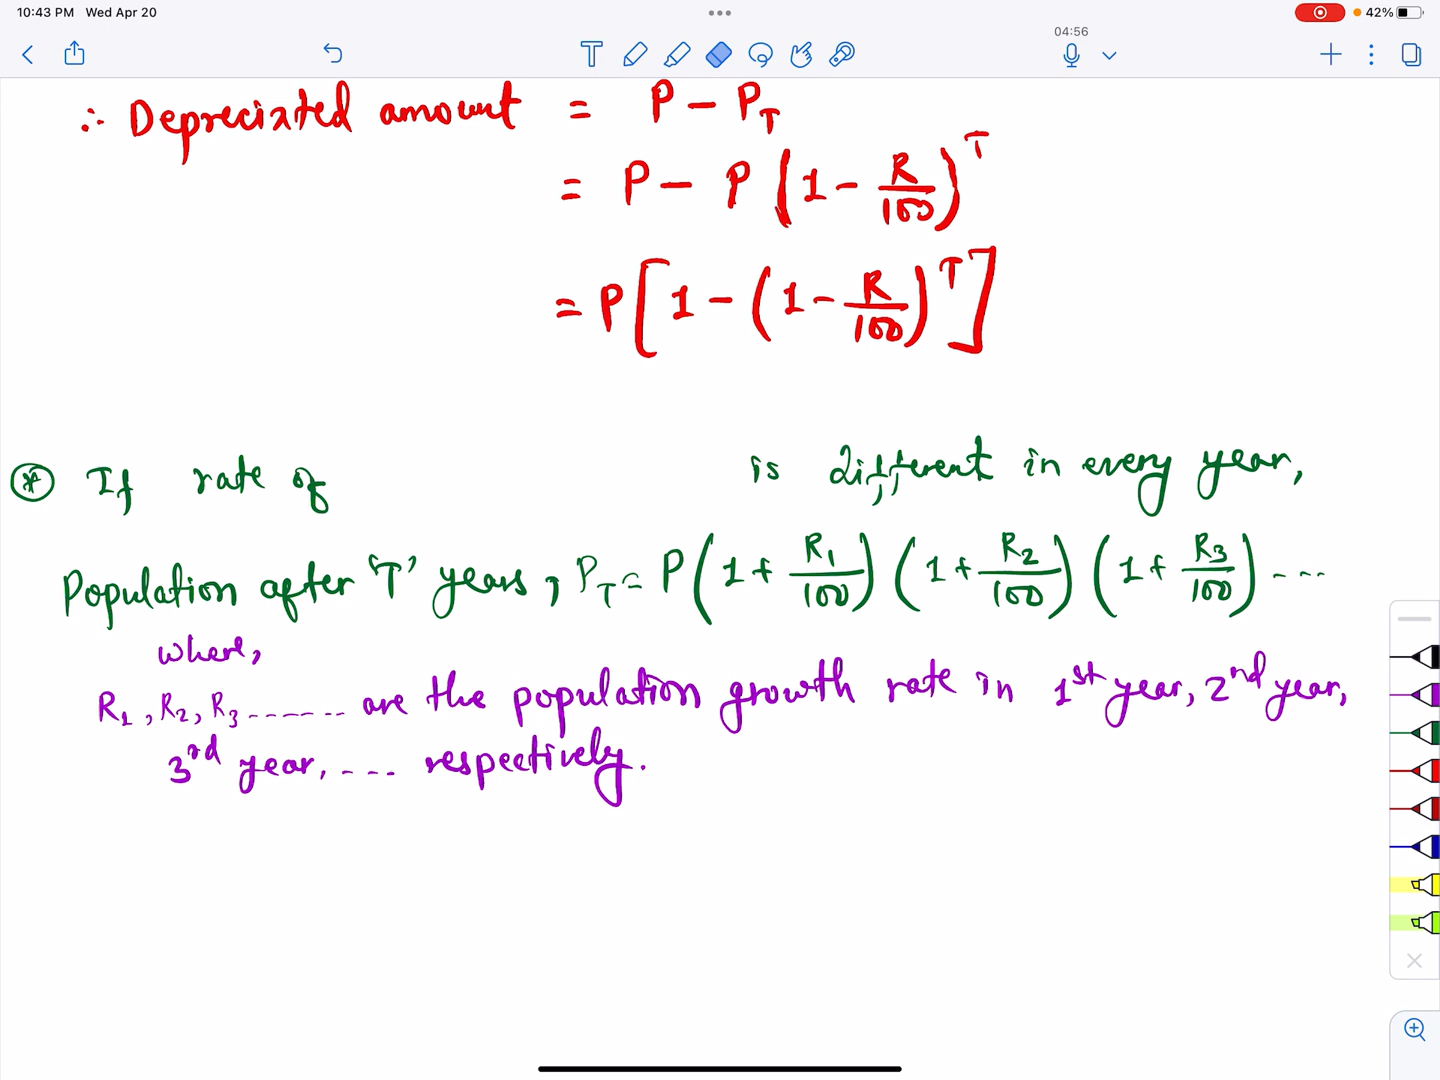 10:43 PM Wed Apr 20
42%
04:56
∴ Depreciated amount = P - P_T
= P - P (1 - R/100)^T
= P [1 - (1 - R/100)^T]
* If rate of is different in every year,
Population after 'T' years, P_T = P (1 + R₁/100) (1 + R₂/100) (1 + R₃/100) ....
where,
R₁, R₂, R₃ ....... are the population growth rate in 1st year, 2nd year,
3rd year, .... respectively.